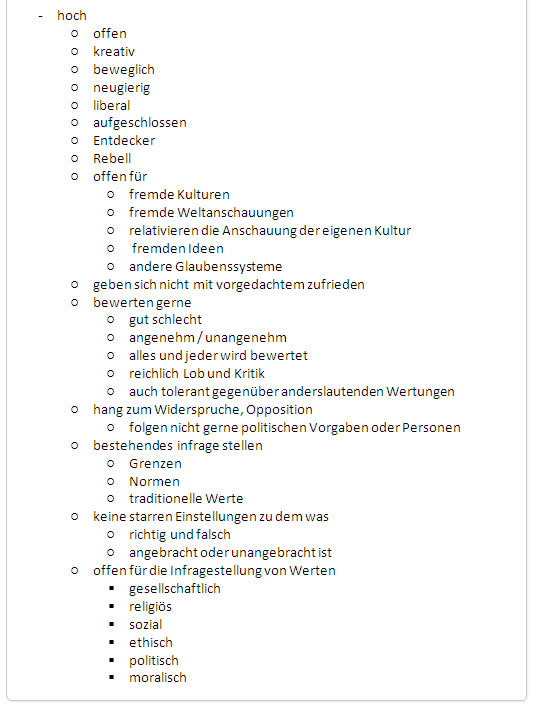 - hoch
o offen
o kreativ
o beweglich
o neugierig
o liberal
o aufgeschlossen
o Entdecker
o Rebell
o offen für
o fremde Kulturen
o fremde Weltanschauungen
o relativieren die Anschauung der eigenen Kultur
o fremden Ideen
o andere Glaubenssysteme
o geben sich nicht mit vorgedachtem zufrieden
o bewerten gerne
o gut schlecht
o angenehm / unangenehm
o alles und jeder wird bewertet
o reichlich Lob und Kritik
o auch tolerant gegenüber anderslautenden Wertungen
o hang zum Widerspruche, Opposition
o folgen nicht gerne politischen Vorgaben oder Personen
o bestehendes infrage stellen
o Grenzen
o Normen
o traditionelle Werte
o keine starren Einstellungen zu dem was
o richtig und falsch
o angebracht oder unangebracht ist
o offen für die Infragestellung von Werten
▪ gesellschaftlich
▪ religiös
▪ sozial
▪ ethisch
▪ politisch
▪ moralisch